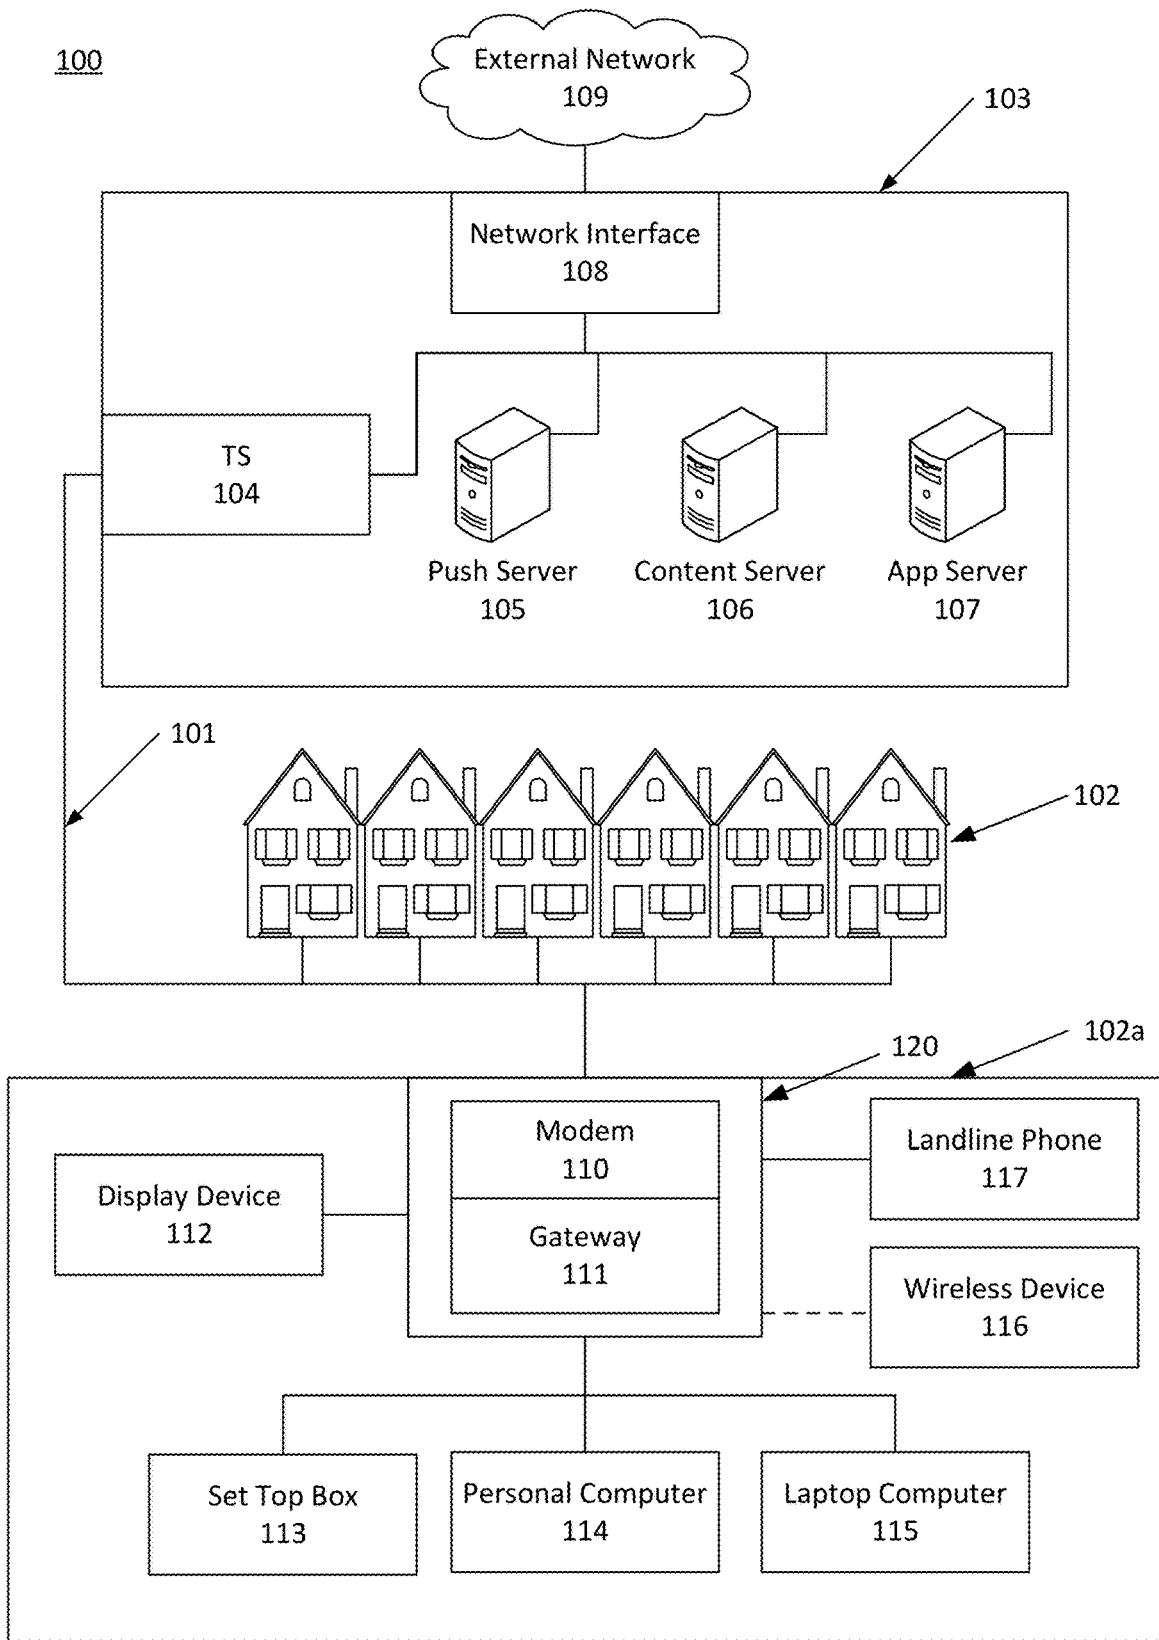 100
External Network
109
103
Network Interface
108
TS
104
Push Server
105
Content Server
106
App Server
107
101
102
102a
120
Modem
110
Gateway
111
Display Device
112
Landline Phone
117
Wireless Device
116
Set Top Box
113
Personal Computer
114
Laptop Computer
115